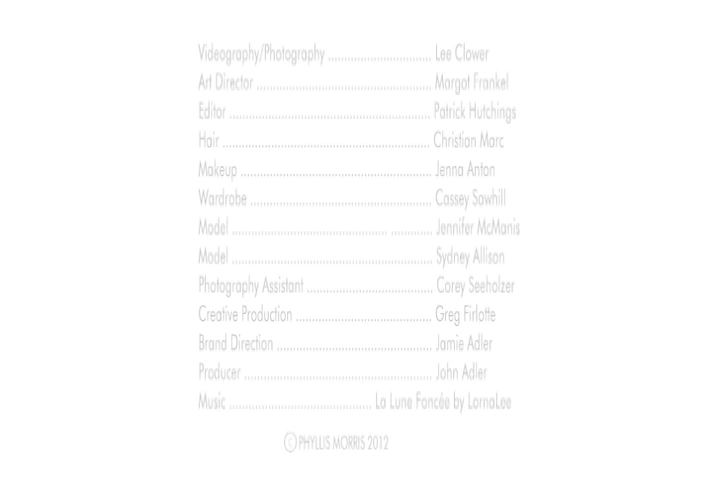 Videography/Photography ................................ Lee Clower
Art Director ...................................................... Margot Frankel
Editor .............................................................. Patrick Hutchings
Hair ................................................................ Christian Marc
Makeup ........................................................... Jenna Anton
Wardrobe ........................................................ Cassey Sawhill
Model ................................................ ............. Jennifer McManis
Model .............................................................. Sydney Allison
Photography Assistant ....................................... Corey Seeholzer
Creative Production .......................................... Greg Firlotte
Brand Direction ................................................ Jamie Adler
Producer .......................................................... John Adler
Music ............................................ La Lune Foncée by LornaLee
© PHYLLIS MORRIS 2012